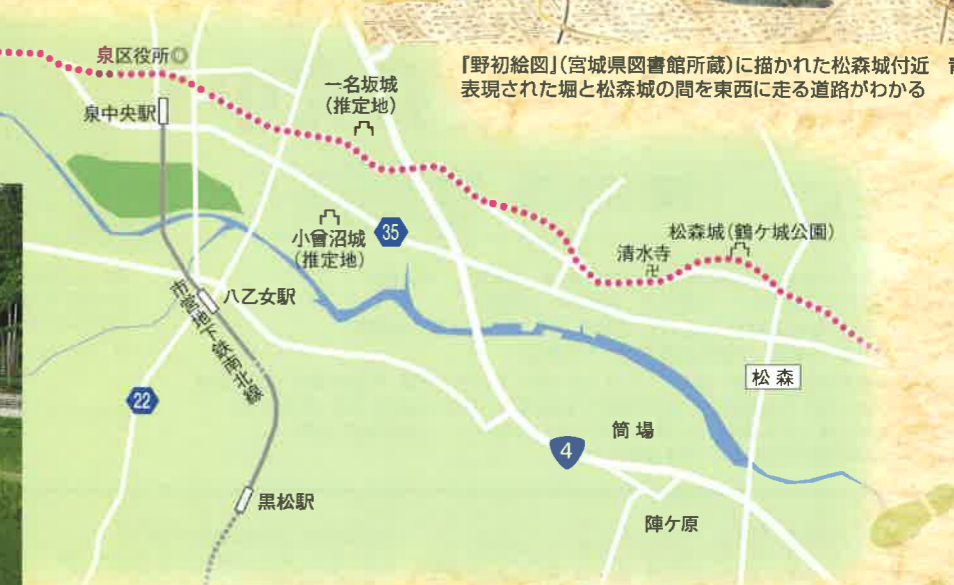 『野初絵図』(宮城県図書館所蔵)に描かれた松森城付近
表現された堀と松森城の間を東西に走る道路がわかる
泉区役所◎
泉中央駅
一名坂城
(推定地)
小曾沼城
(推定地)
35
松森城(鶴ケ城公園)
清水寺
卍
八乙女駅
市営地下鉄南北線
松森
22
筒場
4
黒松駅
陣ケ原